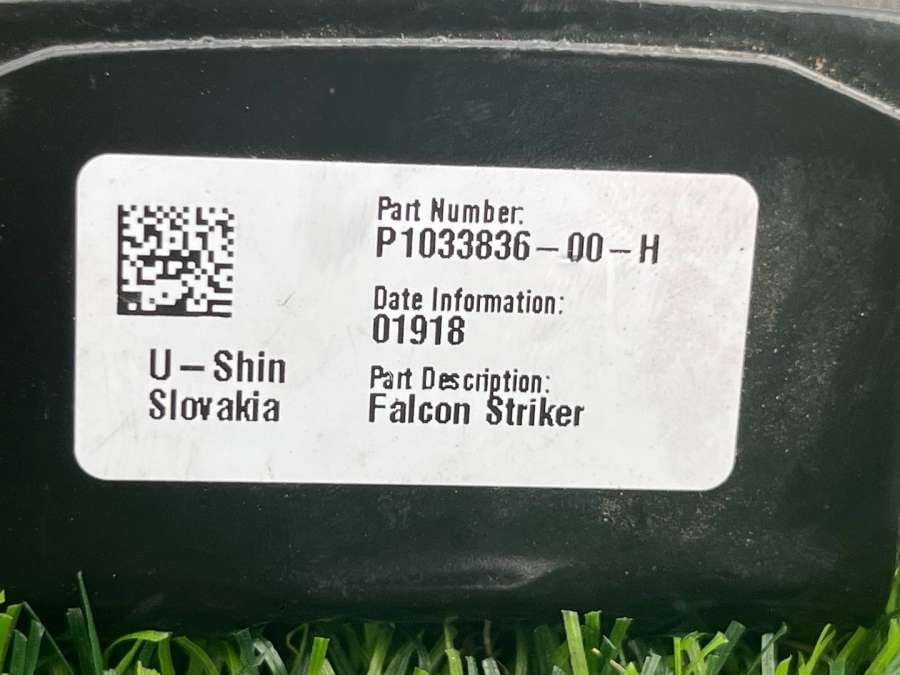 Part Number:
P1033836-00-H
Date Information:
01918
Part Description:
Falcon Striker
U-Shin
Slovakia